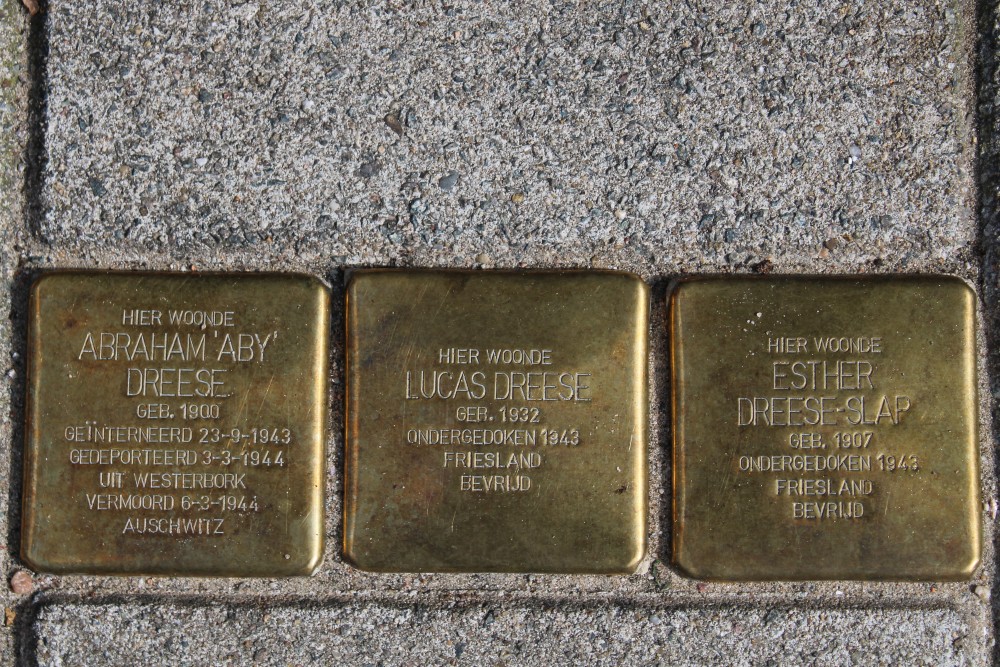 HIER WOONDE
ABRAHAM 'ABY'
DREESE
GEB. 1900
GEÏNTERNEERD 23-9-1943
GEDEPORTEERD 3-3-1944
UIT WESTERBORK
VERMOORD 6-3-1944
AUSCHWITZ
HIER WOONDE
LUCAS DREESE
GEB. 1932
ONDERGEDOKEN 1943
FRIESLAND
BEVRIJD
HIER WOONDE
ESTHER
DREESE-SLAP
GEB. 1907
ONDERGEDOKEN 1943
FRIESLAND
BEVRIJD